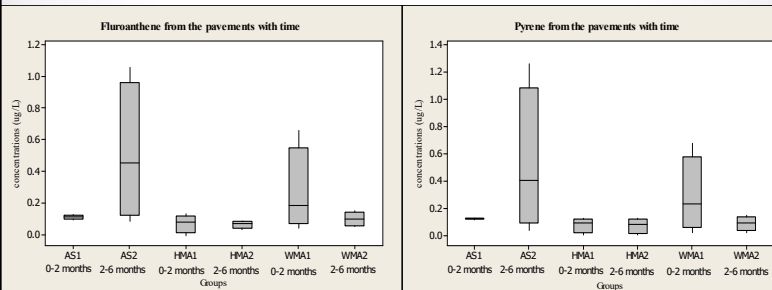 Fluroanthene from the pavements with time
concentrations (ug/L)
1.2
1.0
0.8
0.6
0.4
0.2
0.0
AS1 AS2 HMA1 HMA2 WMA1 WMA2
0-2 months 2-6 months 0-2 months 2-6 months 0-2 months 2-6 months
Groups
Pyrene from the pavements with time
concentrations (ug/L)
1.4
1.2
1.0
0.8
0.6
0.4
0.2
0.0
AS1 AS2 HMA1 HMA2 WMA1 WMA2
0-2 months 2-6 months 0-2 months 2-6 months 0-2 months 2-6 months
Groups